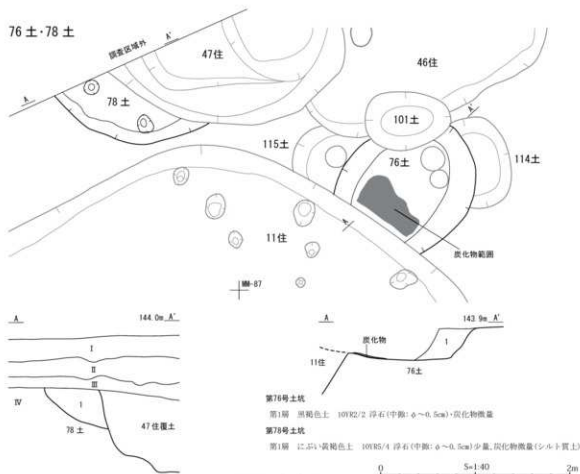 76土・78土
調査区域外
A'
47住
46住
A
78土
A'
101土
115土
76土
114土
11住
A
炭化物範囲
MM-87
A 144.0m A'
I
II
III
IV
1
78土
47住覆土
A 143.9m A'
炭化物
1
11住
76土
第76号土坑
第1層 黒褐色土 10YR2/2 浮石(中掫:φ～0.5cm)・炭化物微量
第78号土坑
第1層 にぶい黄褐色土 10YR5/4 浮石(中掫:φ～0.5cm)少量,炭化物微量(シルト質土)
0 S=1:40 2m